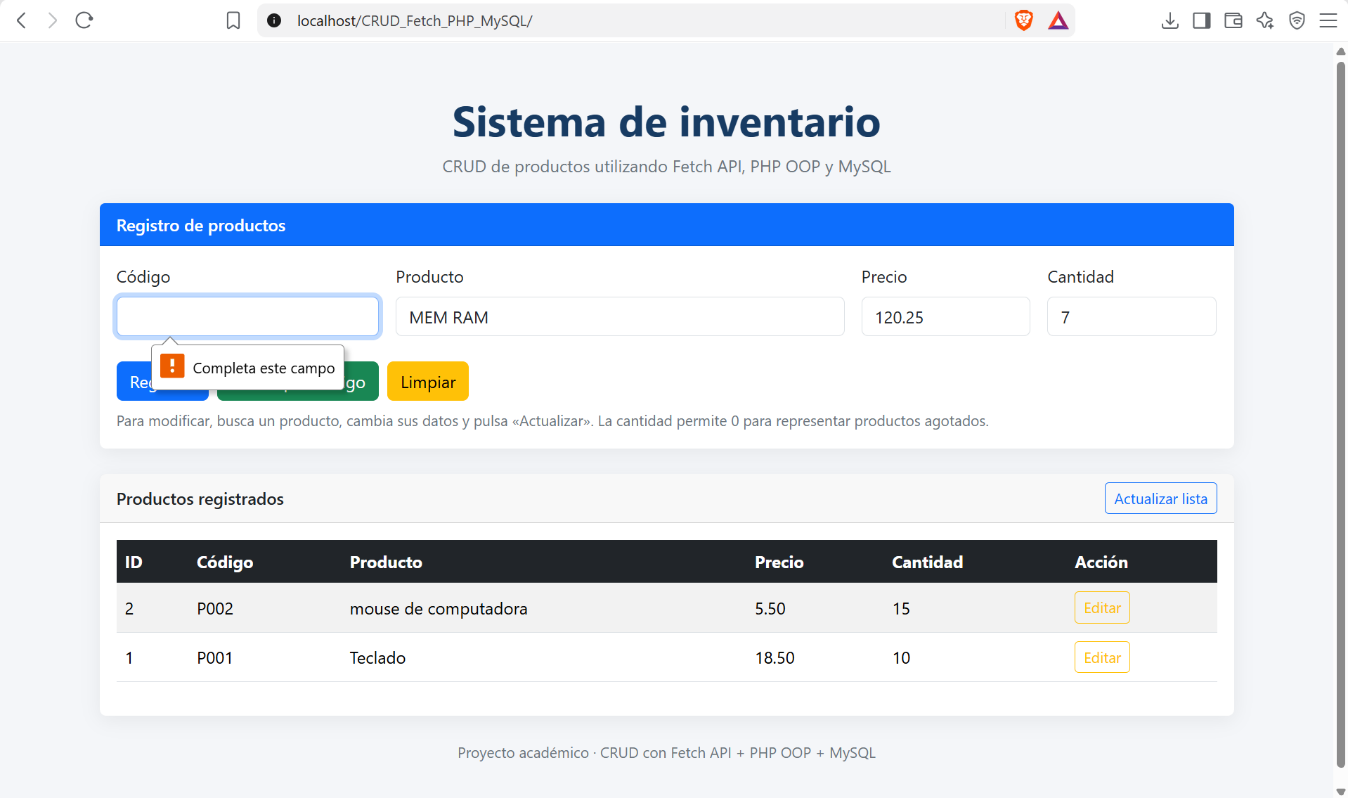 localhost/CRUD_Fetch_PHP_MySQL/
Sistema de inventario
CRUD de productos utilizando Fetch API, PHP OOP y MySQL
Registro de productos
Código Producto Precio Cantidad
MEM RAM 120.25 7
Completa este campo
Limpiar
Para modificar, busca un producto, cambia sus datos y pulsa «Actualizar». La cantidad permite 0 para representar productos agotados.
Productos registrados Actualizar lista
ID Código Producto Precio Cantidad Acción
2 P002 mouse de computadora 5.50 15 Editar
1 P001 Teclado 18.50 10 Editar
Proyecto académico · CRUD con Fetch API + PHP OOP + MySQL